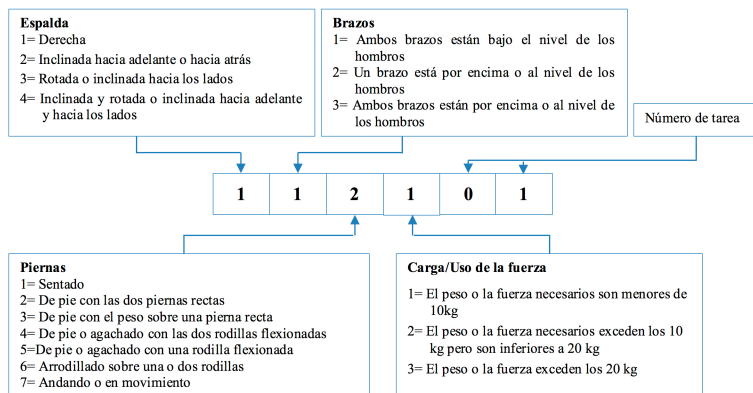 Espalda
1= Derecha
2= Inclinada hacia adelante o hacia atrás
3= Rotada o inclinada hacia los lados
4= Inclinada y rotada o inclinada hacia adelante
y hacia los lados
Brazos
1= Ambos brazos están bajo el nivel de los
hombros
2= Un brazo está por encima o al nivel de los
hombros
3= Ambos brazos están por encima o al nivel de
los hombros
Número de tarea
1 1 2 1 0 1
Piernas
1= Sentado
2= De pie con las dos piernas rectas
3= De pie con el peso sobre una pierna recta
4= De pie o agachado con las dos rodillas flexionadas
5=De pie o agachado con una rodilla flexionada
6= Arrodillado sobre una o dos rodillas
7= Andando o en movimiento
Carga/Uso de la fuerza
1= El peso o la fuerza necesarios son menores de
10kg
2= El peso o la fuerza necesarios exceden los 10
kg pero son inferiores a 20 kg
3= El peso o la fuerza exceden los 20 kg